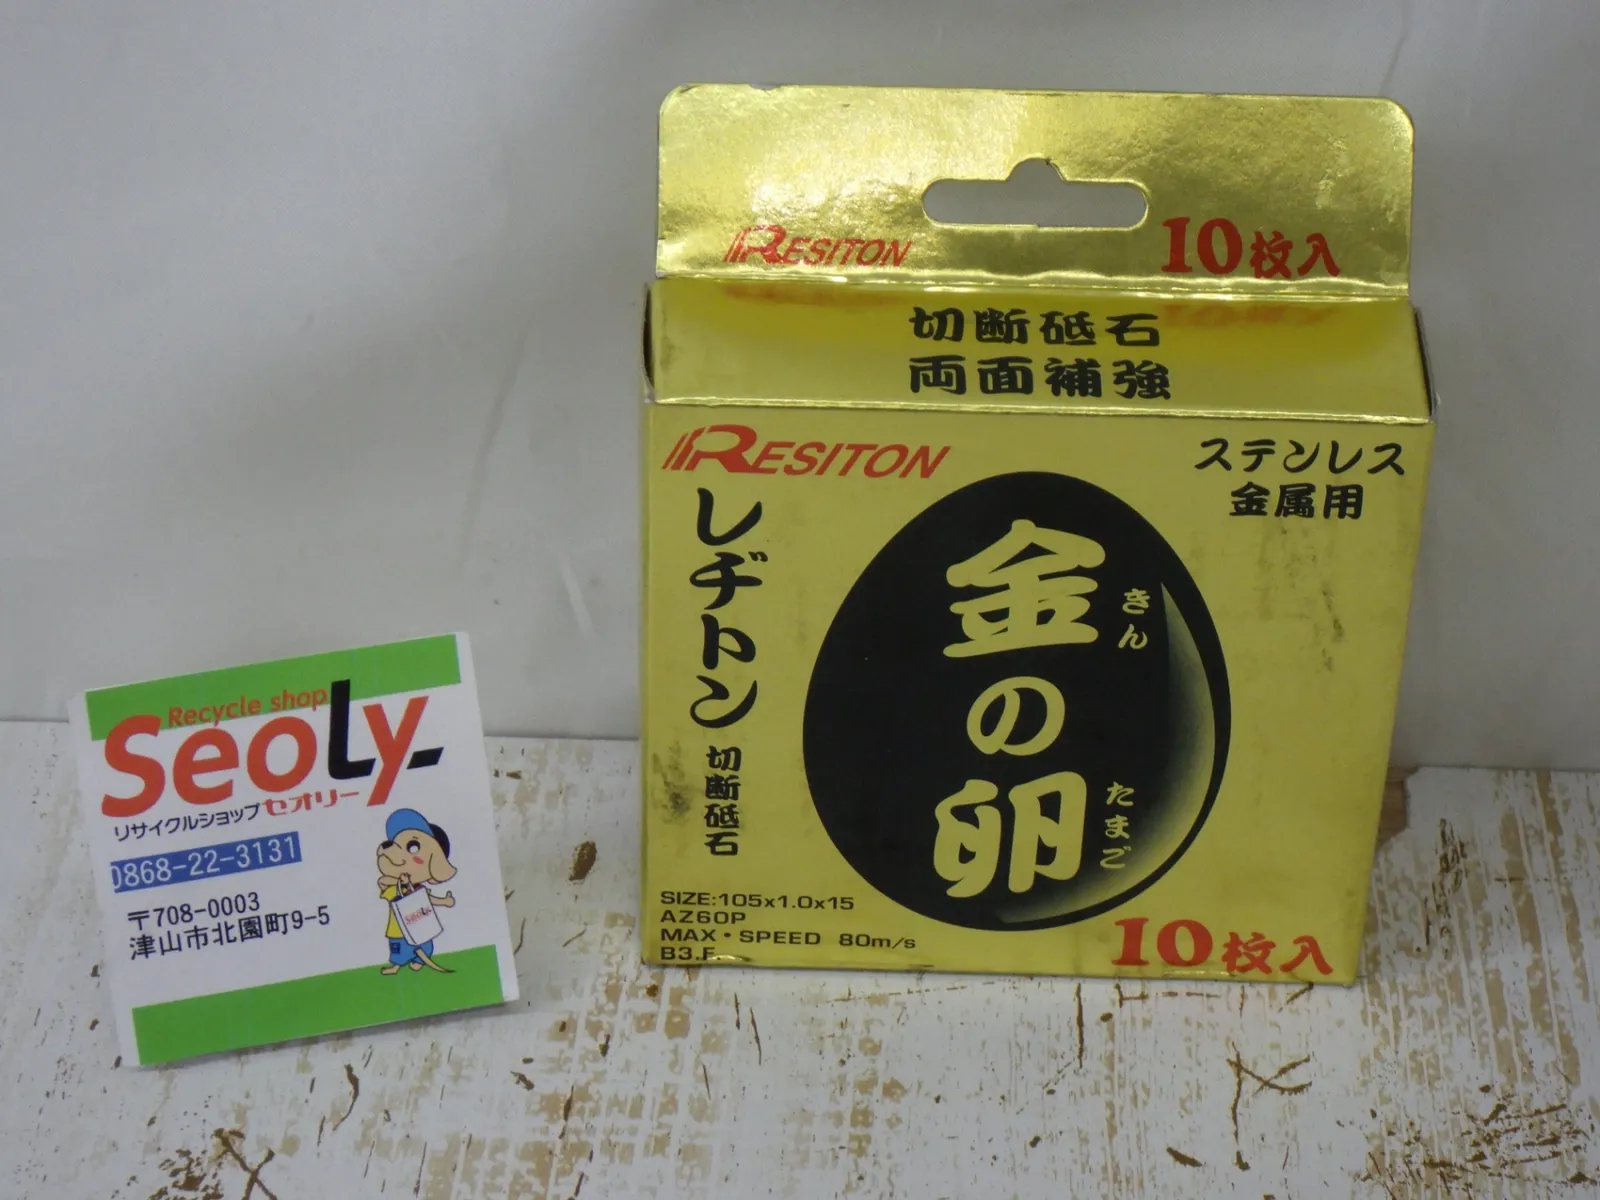 Recycle shop
Seoly
リサイクルショップセオリー
0868-22-3131
〒708-0003
津山市北園町9-5
RESITON
10枚入
切断砥石
両面補強
RESITON
ステンレス
金属用
レヂトン
切断砥石
金の卵
きん
たまご
SIZE:105x1.0x15
AZ60P
MAX・SPEED 80m/s
B3.F.
10枚入